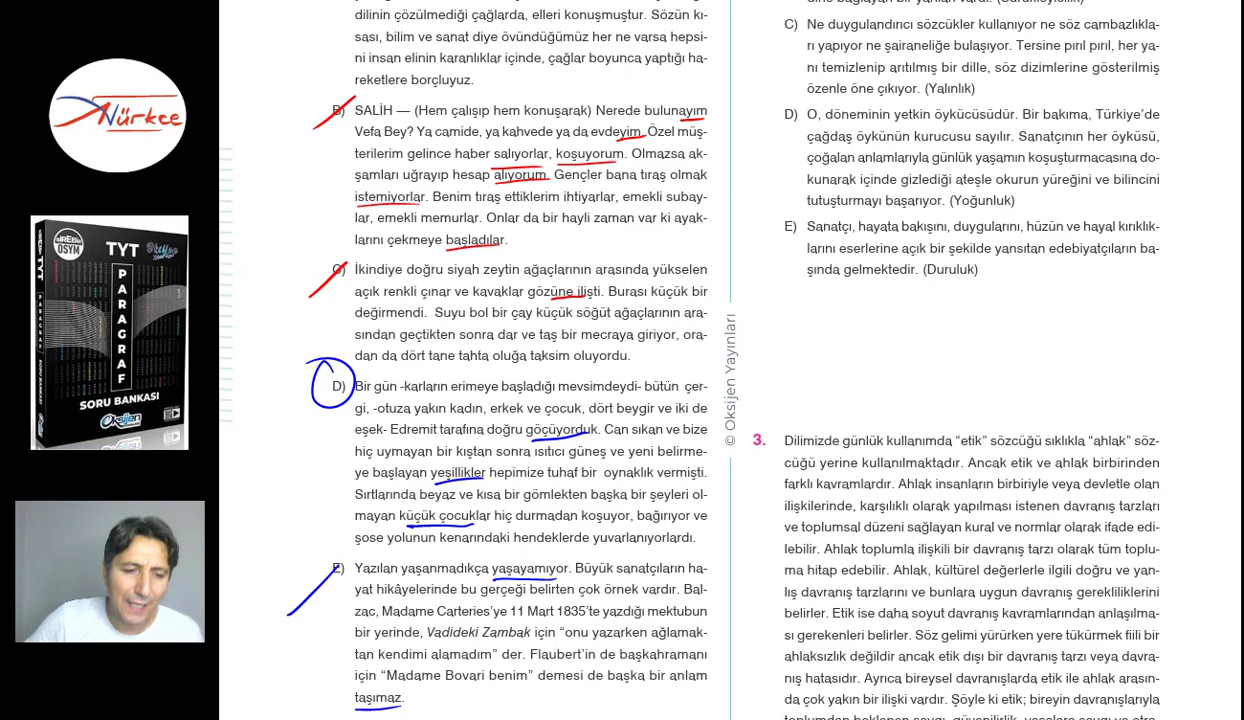 Nürkce
BİREBİR
ÖSYM
TYT
PARAGRAF
SORU BANKASI
Oksijen
dilinin çözülmediği çağlarda, elleri konuşmuştur. Sözün kı-
sası, bilim ve sanat diye övündüğümüz her ne varsa hepsi-
ni insan elinin karanlıklar içinde, çağlar boyunca yaptığı ha-
reketlere borçluyuz.
B) SALİH — (Hem çalışıp hem konuşarak) Nerede bulunayım
Vefa Bey? Ya camide, ya kahvede ya da evdeyim. Özel müş-
terilerim gelince haber salıyorlar, koşuyorum. Olmazsa ak-
şamları uğrayıp hesap alıyorum. Gençler bana tıraş olmak
istemiyorlar. Benim tıraş ettiklerim ihtiyarlar, emekli subay-
lar, emekli memurlar. Onlar da bir hayli zaman var ki ayak-
larını çekmeye başladılar.
C) İkindiye doğru siyah zeytin ağaçlarının arasında yükselen
açık renkli çınar ve kavaklar gözüne ilişti. Burası küçük bir
değirmendi. Suyu bol bir çay küçük söğüt ağaçlarının ara-
sından geçtikten sonra dar ve taş bir mecraya giriyor, ora-
dan da dört tane tahta oluğa taksim oluyordu.
D) Bir gün -karların erimeye başladığı mevsimdeydi- bütün çer-
gi, -otuza yakın kadın, erkek ve çocuk, dört beygir ve iki de
eşek- Edremit tarafına doğru göçüyorduk. Can sıkan ve bize
hiç uymayan bir kıştan sonra ısıtıcı güneş ve yeni belirme-
ye başlayan yeşillikler hepimize tuhaf bir oynaklık vermişti.
Sırtlarında beyaz ve kısa bir gömlekten başka bir şeyleri ol-
mayan küçük çocuklar hiç durmadan koşuyor, bağırıyor ve
şose yolunun kenarındaki hendeklerde yuvarlanıyorlardı.
E) Yazılan yaşanmadıkça yaşayamıyor. Büyük sanatçıların ha-
yat hikâyelerinde bu gerçeği belirten çok örnek vardır. Bal-
zac, Madame Carteries’ye 11 Mart 1835’te yazdığı mektubun
bir yerinde, Vadideki Zambak için “onu yazarken ağlamak-
tan kendimi alamadım” der. Flaubert’in de başkahramanı
için “Madame Bovari benim” demesi de başka bir anlam
taşımaz.
© Oksijen Yayınları
C) Ne duygulandırıcı sözcükler kullanıyor ne söz cambazlıkla-
rı yapıyor ne şairaneliğe bulaşıyor. Tersine pırıl pırıl, her ya-
nı temizlenip arıtılmış bir dille, söz dizimlerine gösterilmiş
özenle öne çıkıyor. (Yalınlık)
D) O, döneminin yetkin öykücüsüdür. Bir bakıma, Türkiye’de
çağdaş öykünün kurucusu sayılır. Sanatçının her öyküsü,
çoğalan anlamlarıyla günlük yaşamın koşuşturmacasına do-
kunarak içinde gizlediği ateşle okurun yüreğini ve bilincini
tutuşturmayı başarıyor. (Yoğunluk)
E) Sanatçı, hayata bakışını, duygularını, hüzün ve hayal kırıklık-
larını eserlerine açık bir şekilde yansıtan edebiyatçıların ba-
şında gelmektedir. (Duruluk)
3. Dilimizde günlük kullanımda “etik” sözcüğü sıklıkla “ahlak” söz-
cüğü yerine kullanılmaktadır. Ancak etik ve ahlak birbirinden
farklı kavramlardır. Ahlak insanların birbiriyle veya devletle olan
ilişkilerinde, karşılıklı olarak yapılması istenen davranış tarzları
ve toplumsal düzeni sağlayan kural ve normlar olarak ifade edi-
lebilir. Ahlak toplumla ilişkili bir davranış tarzı olarak tüm toplu-
ma hitap edebilir. Ahlak, kültürel değerlerle ilgili doğru ve yan-
lış davranış tarzlarını ve bunlara uygun davranış gerekliliklerini
belirler. Etik ise daha soyut davranış kavramlarından anlaşılma-
sı gerekenleri belirler. Söz gelimi yürürken yere tükürmek fiili bir
ahlaksızlık değildir ancak etik dışı bir davranış tarzı veya davra-
nış hatasıdır. Ayrıca bireysel davranışlarda etik ile ahlak arasın-
da çok yakın bir ilişki vardır. Şöyle ki etik; bireyin davranışlarıyla